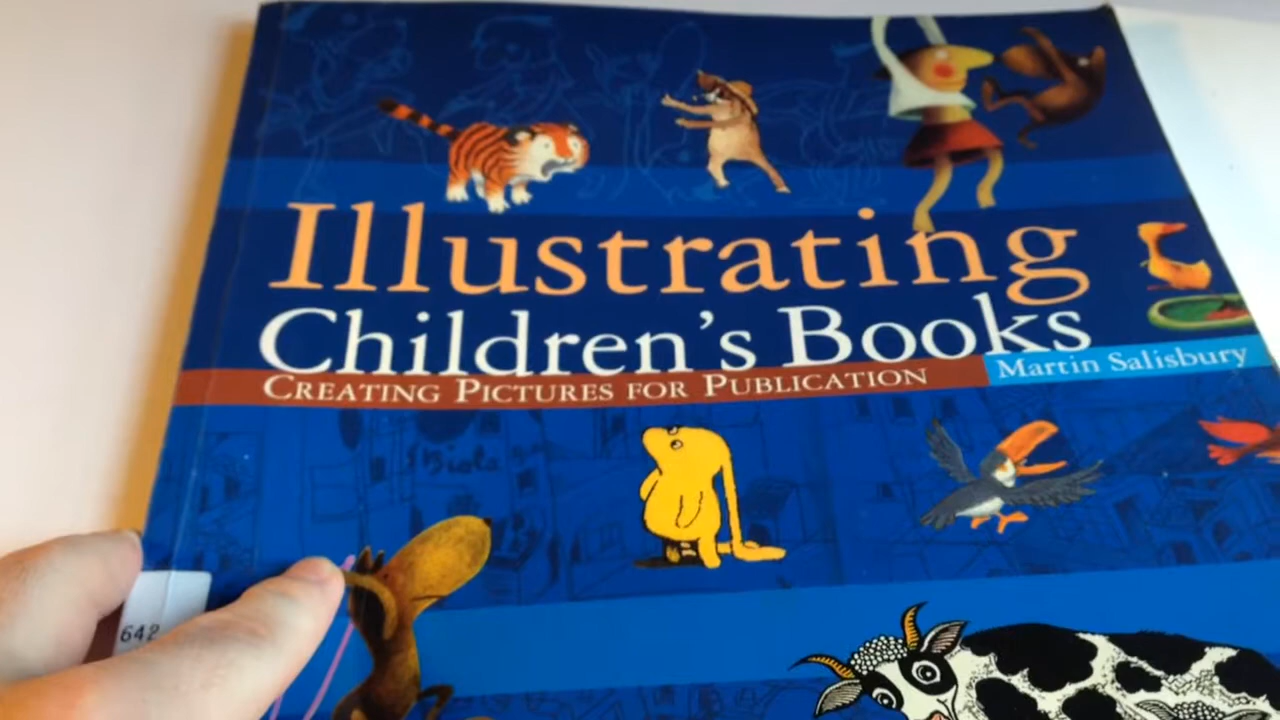 Illustrating
Children's Books
CREATING PICTURES FOR PUBLICATION
Martin Salisbury
642